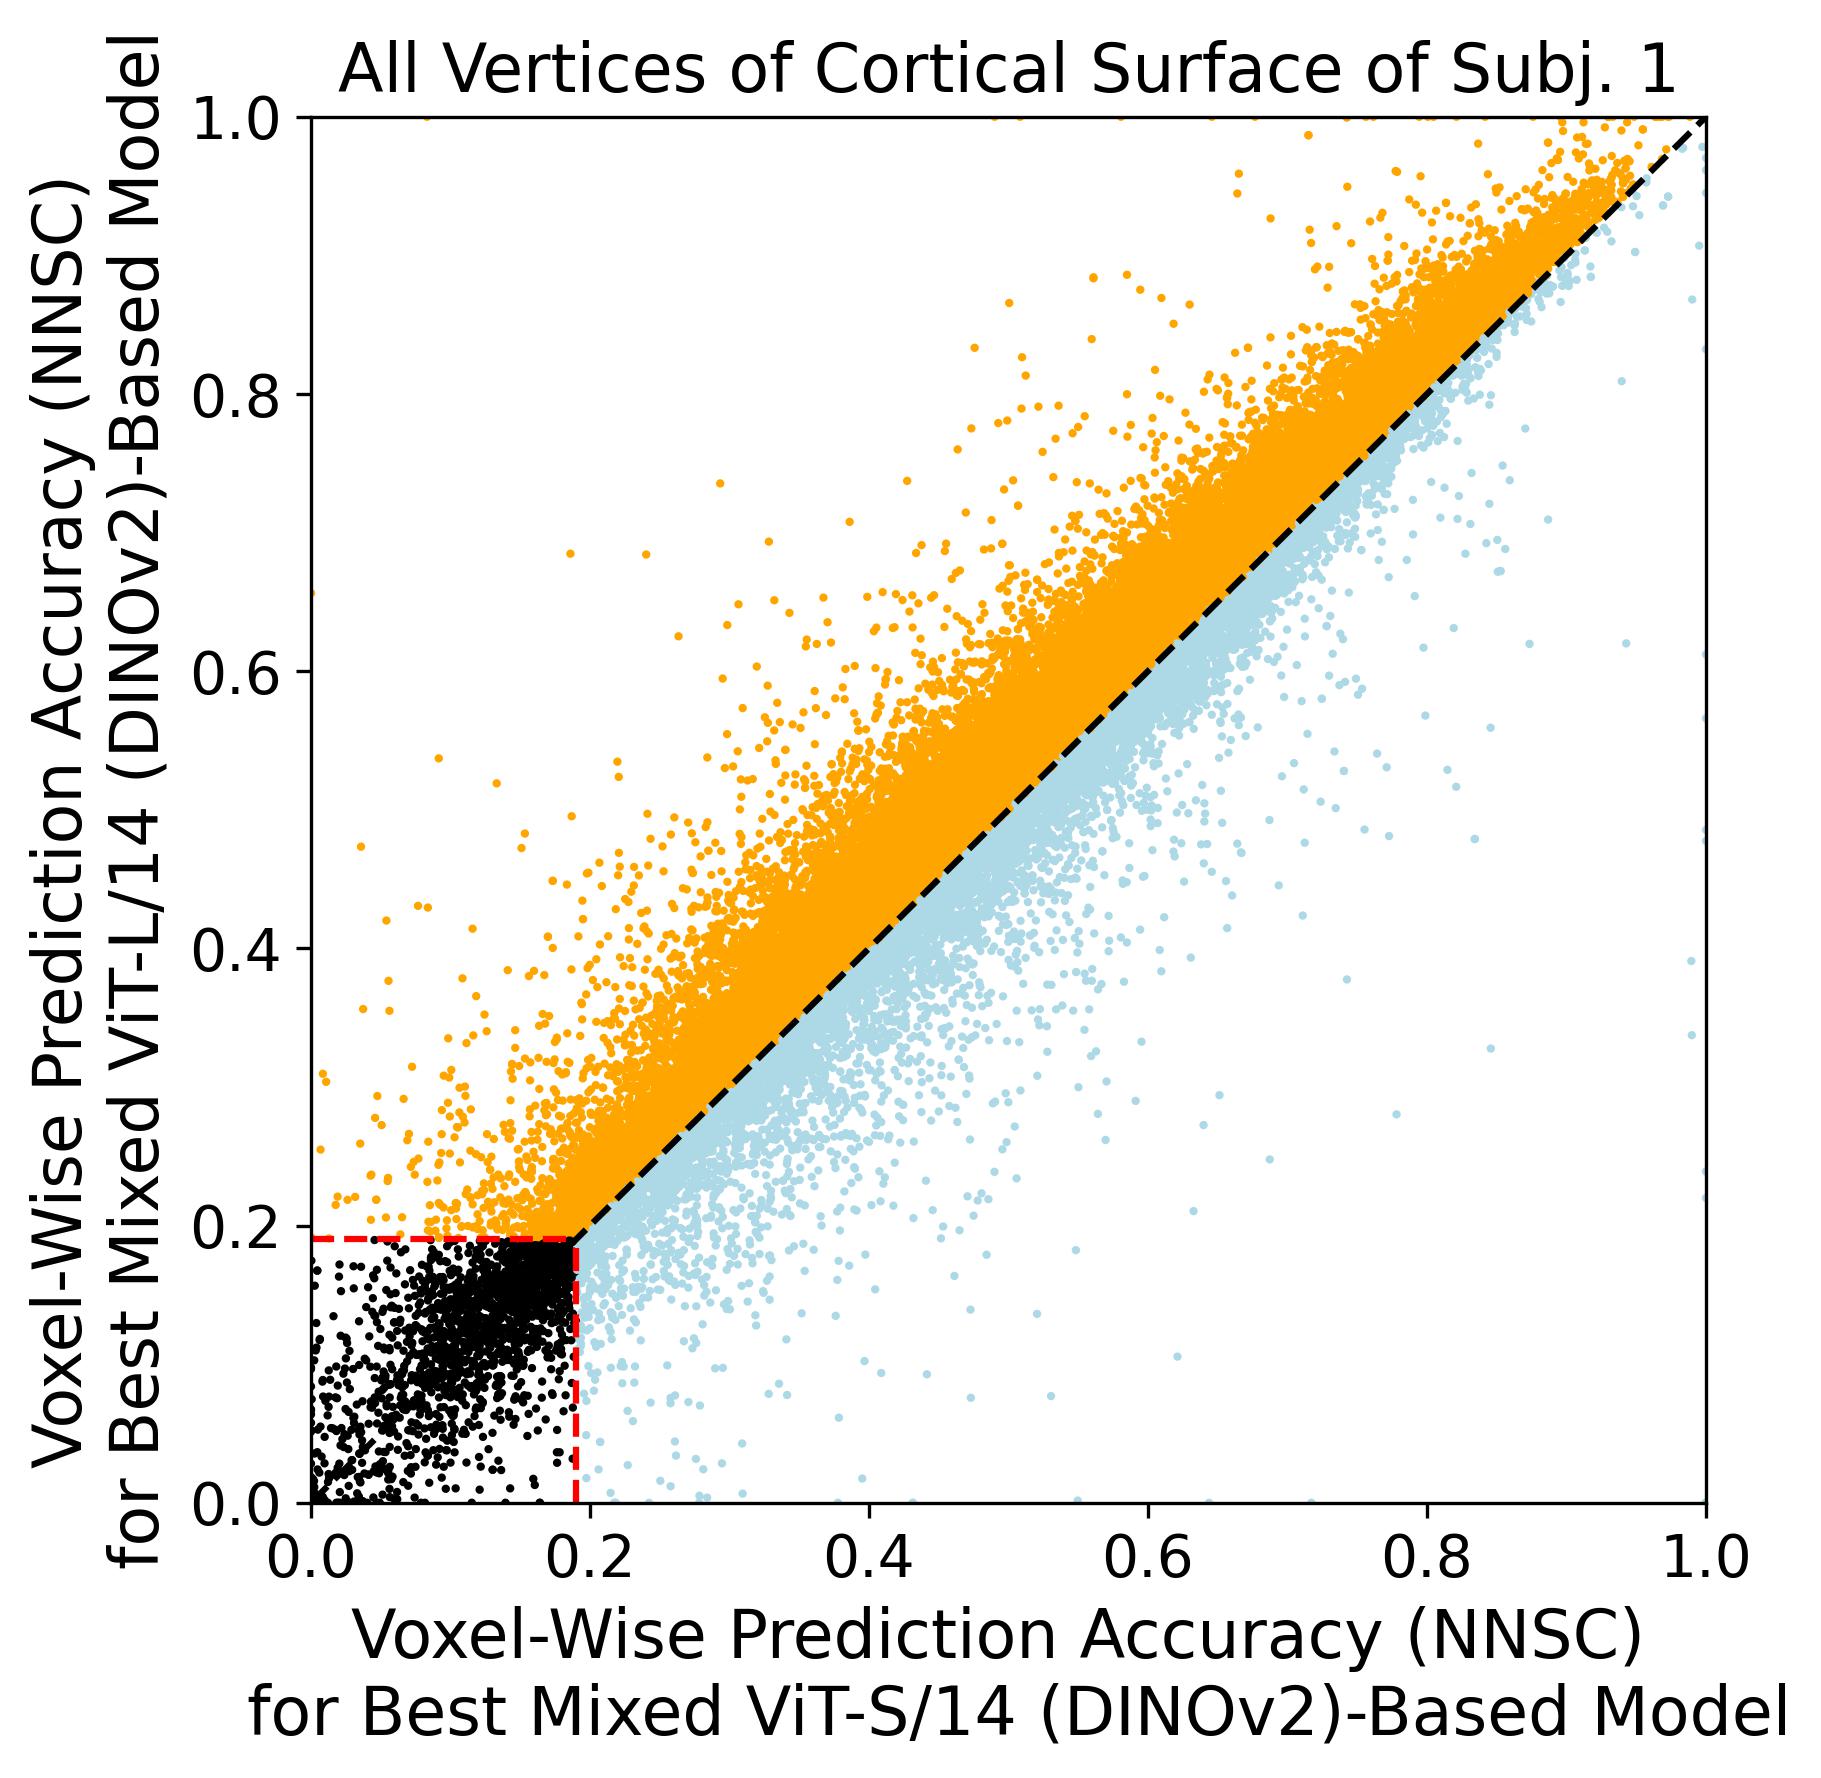 All Vertices of Cortical Surface of Subj. 1
Voxel-Wise Prediction Accuracy (NNSC)
for Best Mixed ViT-L/14 (DINOv2)-Based Model
1.0
0.8
0.6
0.4
0.2
0.0
0.0 0.2 0.4 0.6 0.8 1.0
Voxel-Wise Prediction Accuracy (NNSC)
for Best Mixed ViT-S/14 (DINOv2)-Based Model